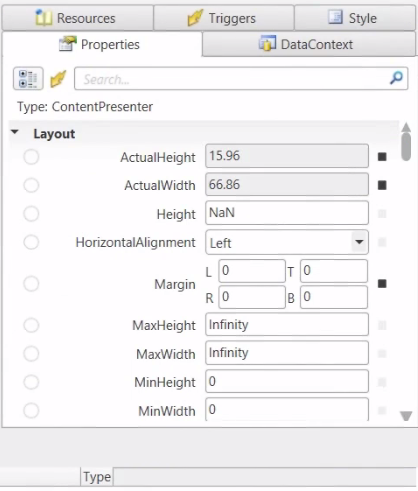 Resources Triggers Style
Properties DataContext
Search...
Type: ContentPresenter
Layout
ActualHeight 15.96
ActualWidth 66.86
Height NaN
HorizontalAlignment Left
L 0 T 0
Margin
R 0 B 0
MaxHeight Infinity
MaxWidth Infinity
MinHeight 0
MinWidth 0
Type